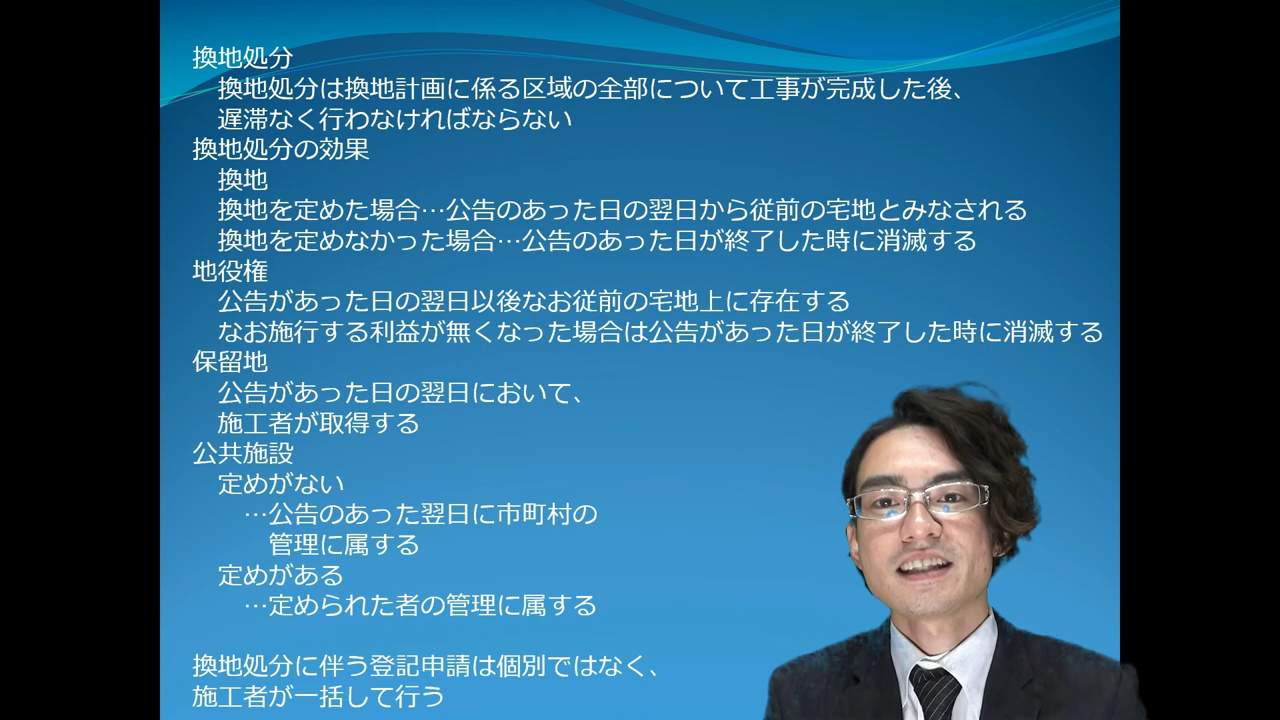 換地処分
換地処分は換地計画に係る区域の全部について工事が完成した後、
遅滞なく行わなければならない
換地処分の効果
換地
換地を定めた場合…公告のあった日の翌日から従前の宅地とみなされる
換地を定めなかった場合…公告のあった日が終了した時に消滅する
地役権
公告があった日の翌日以後なお従前の宅地上に存在する
なお施行する利益が無くなった場合は公告があった日が終了した時に消滅する
保留地
公告があった日の翌日において、
施工者が取得する
公共施設
定めがない
…公告のあった翌日に市町村の
管理に属する
定めがある
…定められた者の管理に属する
換地処分に伴う登記申請は個別ではなく、
施工者が一括して行う